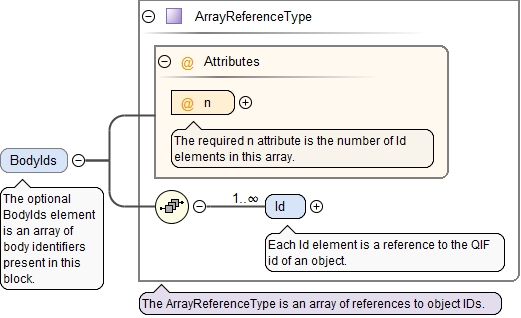 ArrayReferenceType
@ Attributes
@ n
The required n attribute is the number of Id
elements in this array.
BodyIds
The optional
BodyIds element
is an array of
body identifiers
present in this
block.
1..∞
Id
Each Id element is a reference to the QIF
id of an object.
The ArrayReferenceType is an array of references to object IDs.